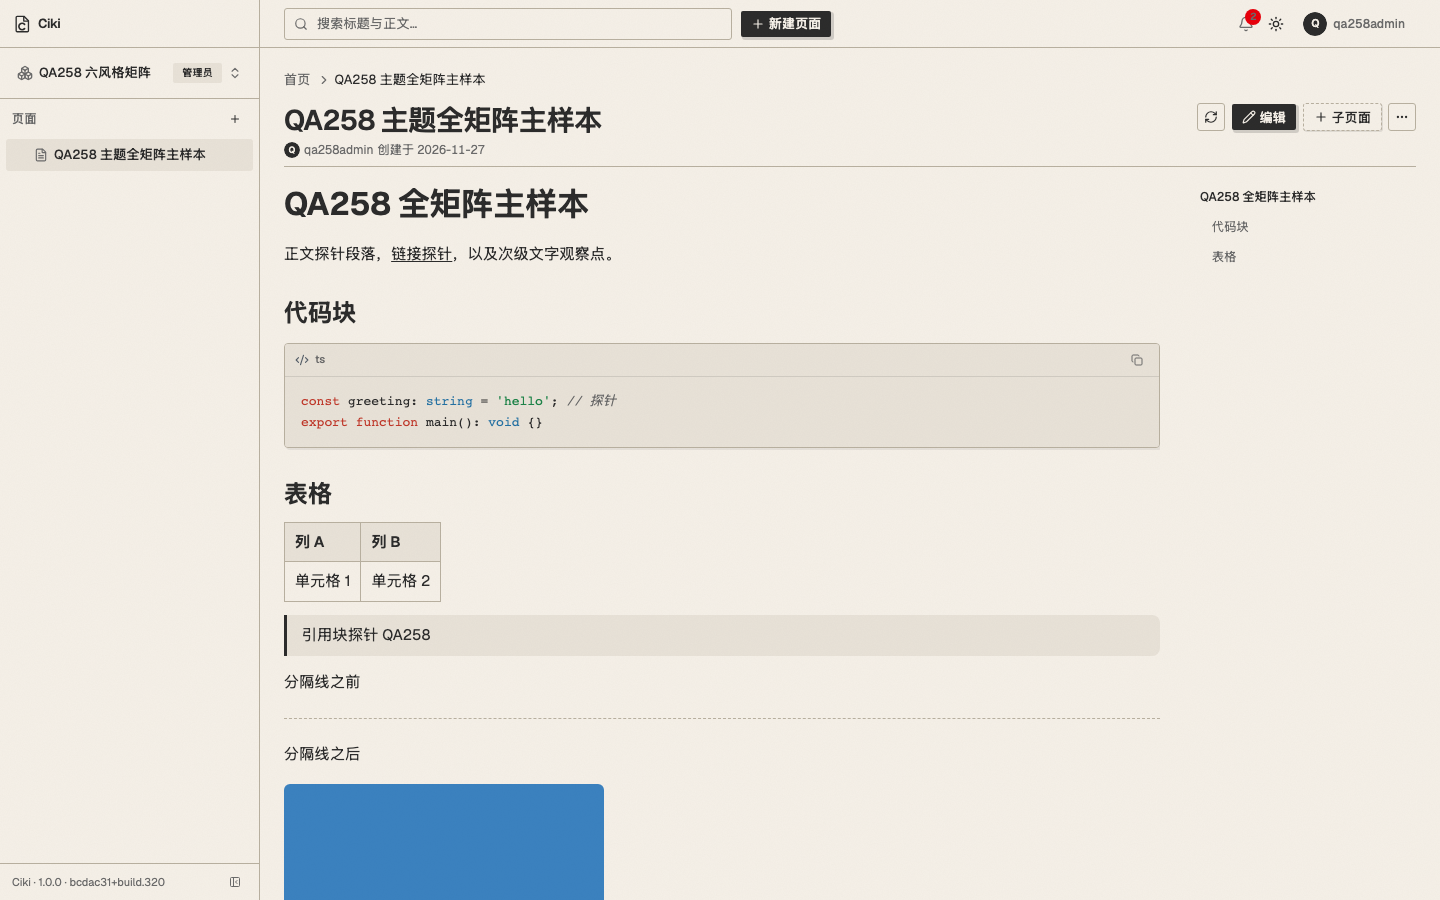 Ciki
搜索标题与正文…
新建页面
2
qa258admin
QA258 六风格矩阵
管理员
页面
QA258 主题全矩阵主样本
首页
QA258 主题全矩阵主样本
QA258 主题全矩阵主样本
编辑
子页面
Q qa258admin 创建于 2026-11-27
QA258 全矩阵主样本
正文探针段落，链接探针，以及次级文字观察点。
代码块
ts
const greeting: string = 'hello'; // 探针
export function main(): void {}
表格
列 A 列 B
单元格 1 单元格 2
引用块探针 QA258
分隔线之前
分隔线之后
QA258 全矩阵主样本
代码块
表格
Ciki · 1.0.0 · bcdac31+build.320